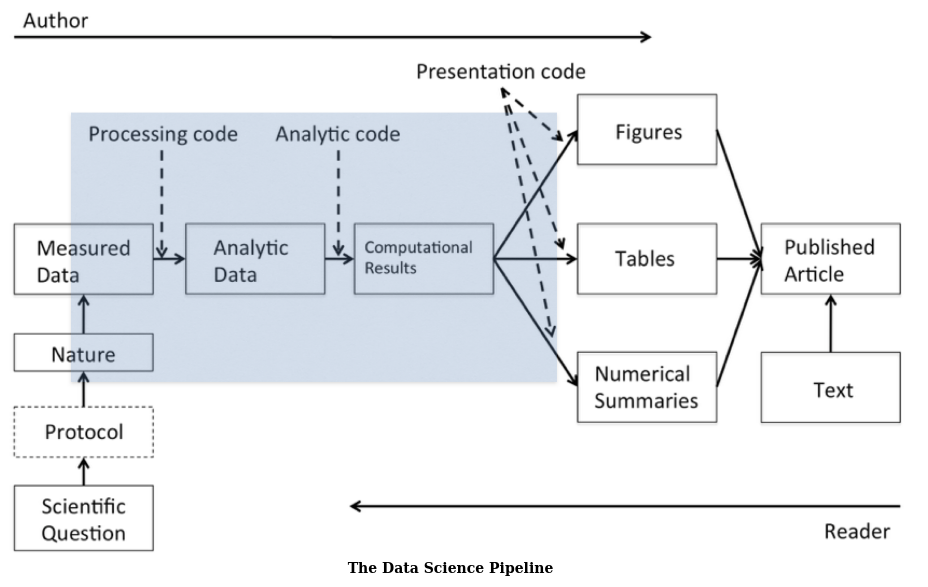 Author
Presentation code
Processing code
Analytic code
Figures
Measured
Data
Analytic
Data
Computational
Results
Tables
Published
Article
Nature
Numerical
Summaries
Text
Protocol
Scientific
Question
Reader
The Data Science Pipeline